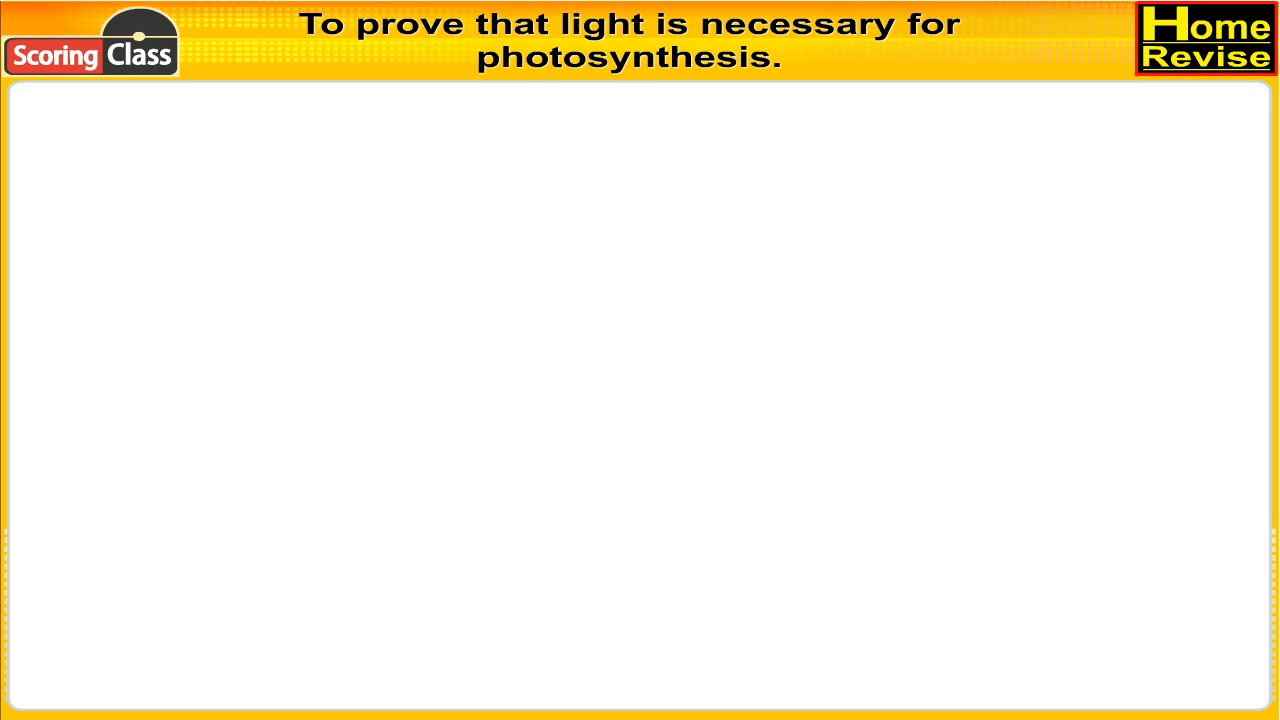 To prove that light is necessary for
photosynthesis.
Scoring Class
Home
Revise